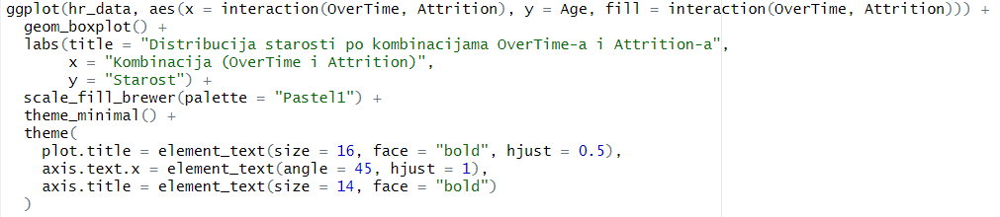 ggplot(hr_data, aes(x = interaction(OverTime, Attrition), y = Age, fill = interaction(OverTime, Attrition))) +
  geom_boxplot() +
  labs(title = "Distribucija starosti po kombinacijama OverTime-a i Attrition-a",
       x = "Kombinacija (OverTime i Attrition)",
       y = "Starost") +
  scale_fill_brewer(palette = "Pastel1") +
  theme_minimal() +
  theme(
    plot.title = element_text(size = 16, face = "bold", hjust = 0.5),
    axis.text.x = element_text(angle = 45, hjust = 1),
    axis.title = element_text(size = 14, face = "bold")
  )